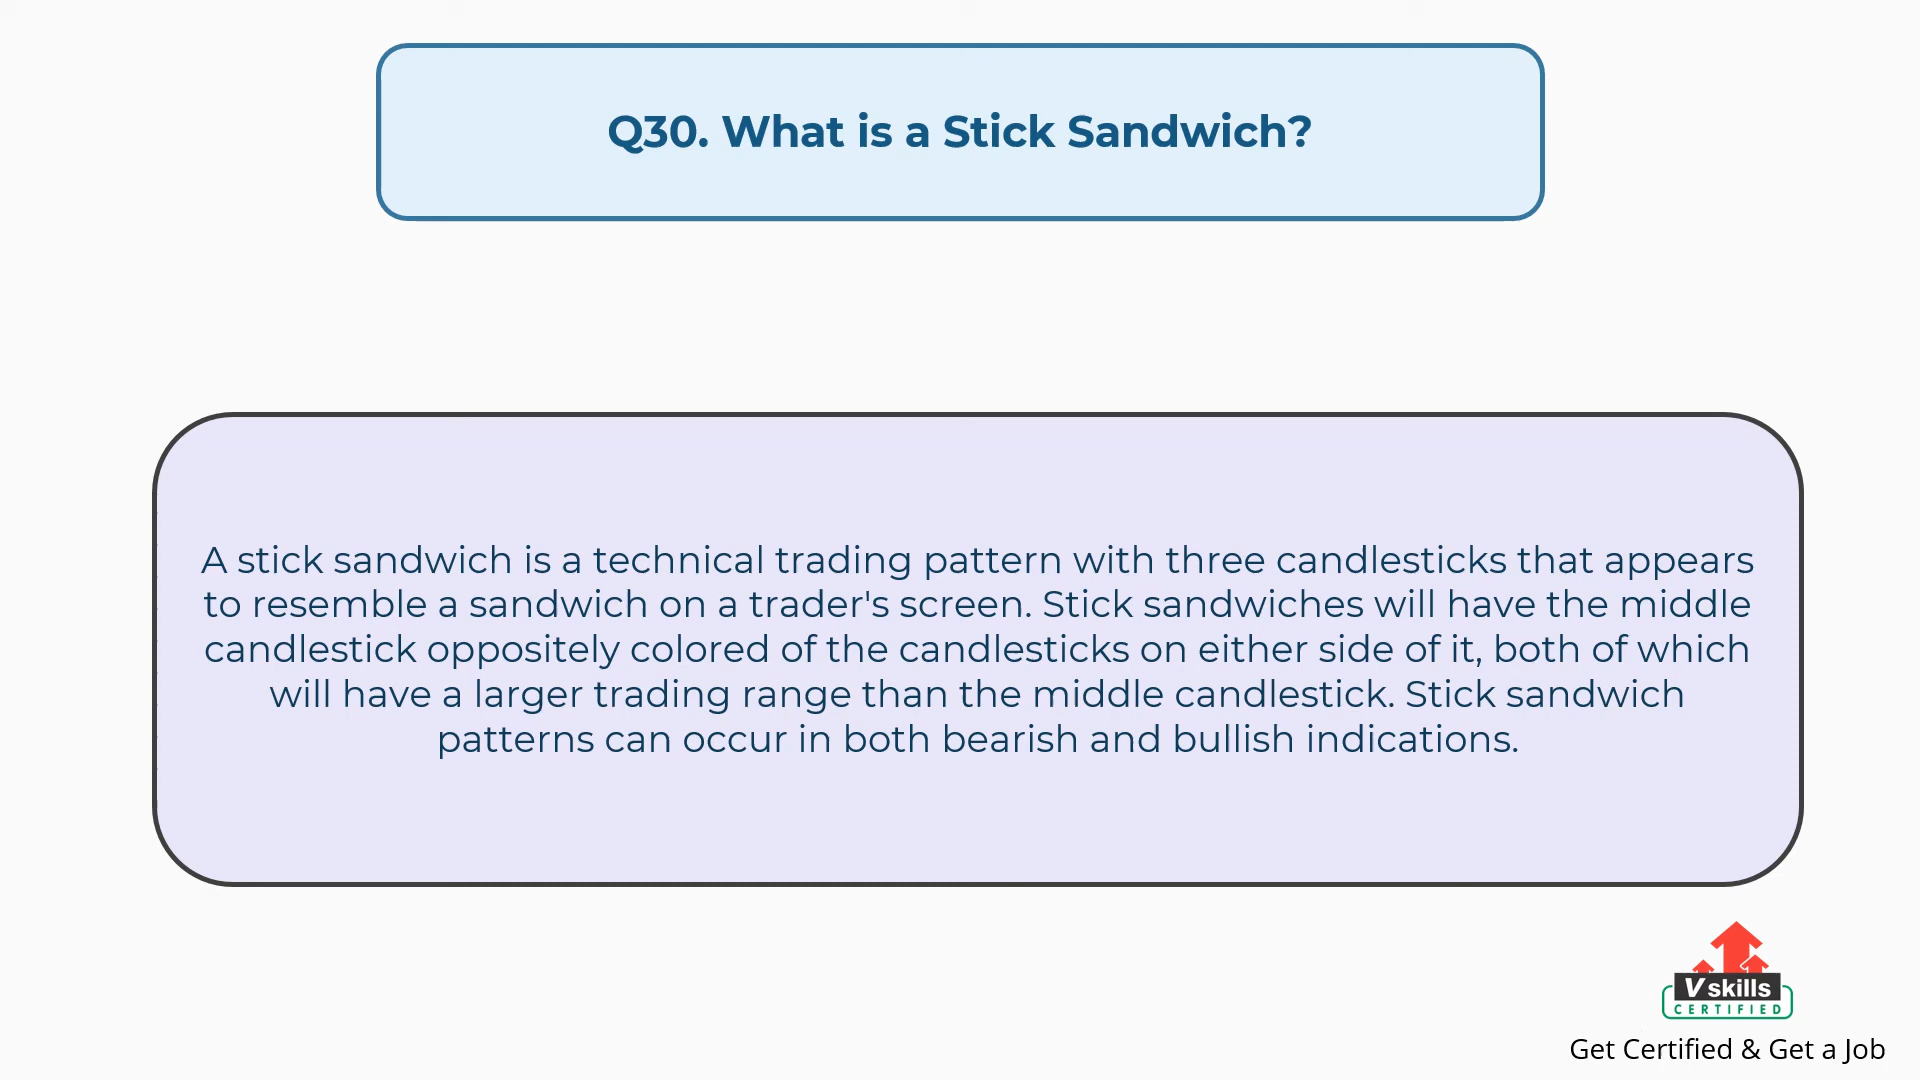 Q30. What is a Stick Sandwich?
A stick sandwich is a technical trading pattern with three candlesticks that appears
to resemble a sandwich on a trader's screen. Stick sandwiches will have the middle
candlestick oppositely colored of the candlesticks on either side of it, both of which
will have a larger trading range than the middle candlestick. Stick sandwich
patterns can occur in both bearish and bullish indications.
Vskills
CERTIFIED
Get Certified & Get a Job